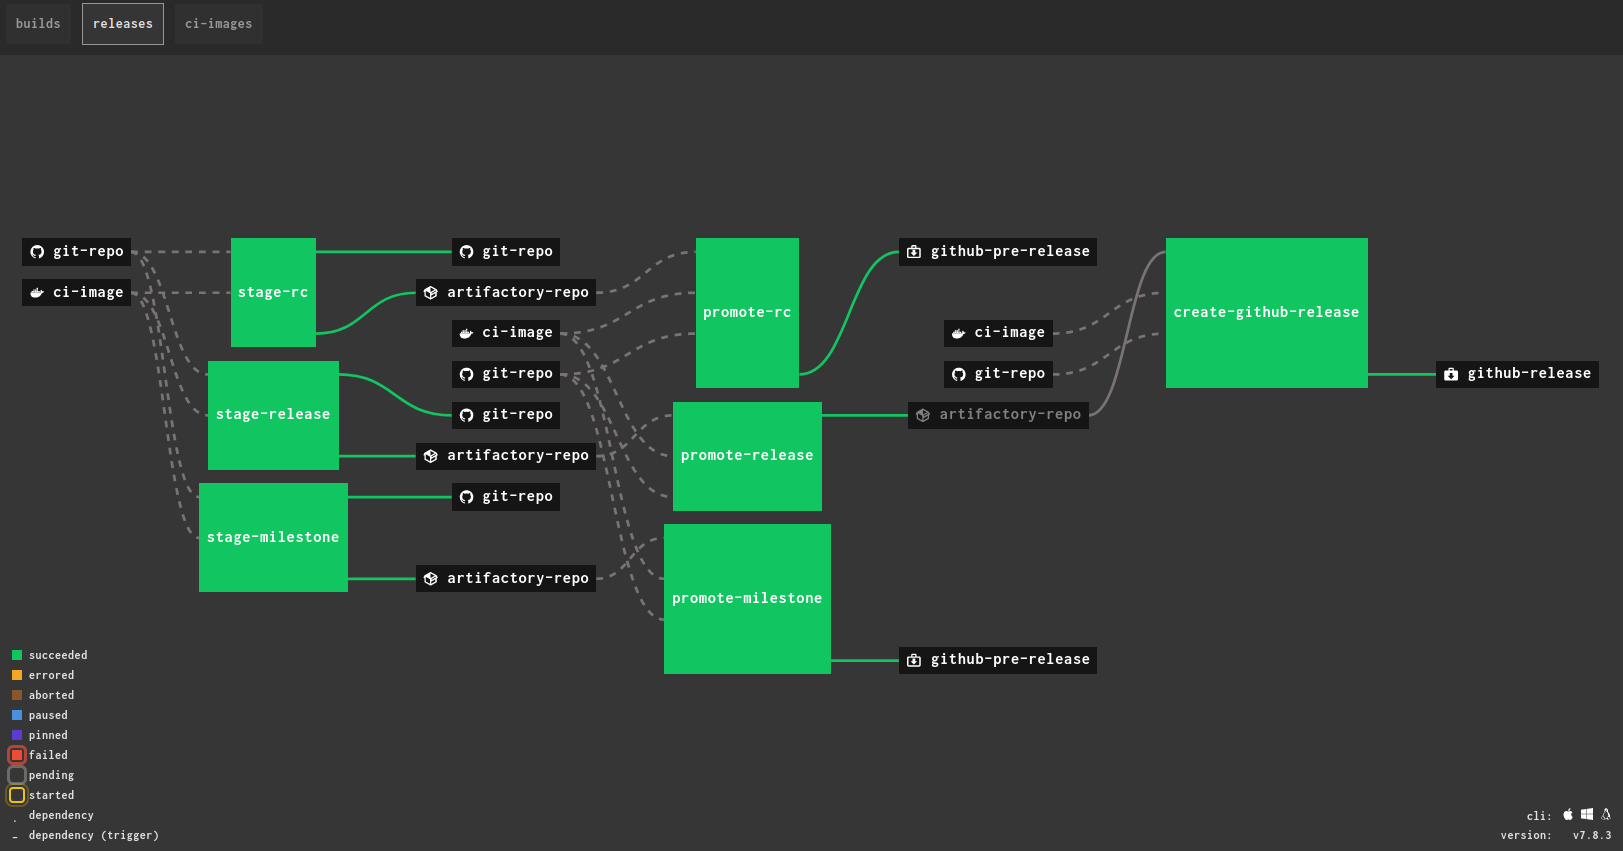 builds
releases
ci-images
git-repo
ci-image
stage-rc
stage-release
stage-milestone
git-repo
artifactory-repo
ci-image
git-repo
git-repo
artifactory-repo
git-repo
artifactory-repo
promote-rc
promote-release
promote-milestone
github-pre-release
ci-image
git-repo
artifactory-repo
github-pre-release
create-github-release
github-release
succeeded
errored
aborted
paused
pinned
failed
pending
started
. dependency
- dependency (trigger)
cli:
version: v7.8.3